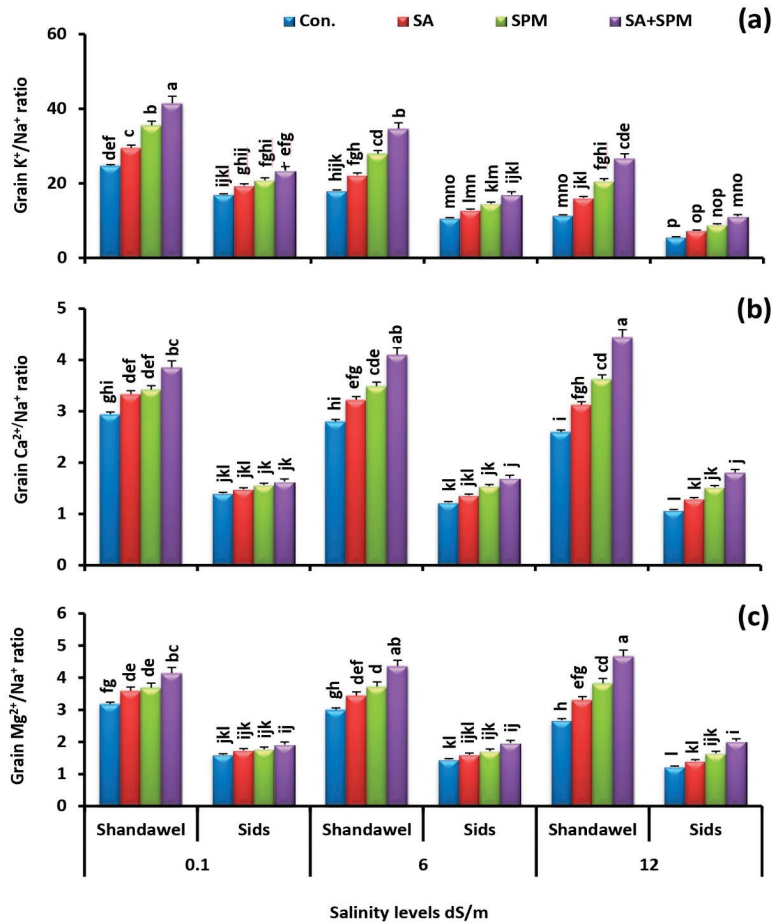 Con. SA SPM SA+SPM (a)
60
40
20
0
Grain K⁺/Na⁺ ratio
def c b a
ijkl ghij fghi efg
hijk fgh cd b
mno lmn klm ijkl
mno jkl fghi cde
p op nop mno
(b)
5
4
3
2
1
0
Grain Ca²⁺/Na⁺ ratio
ghi def def bc
jkl jkl jk jk
hi efg cde ab
kl jkl jk j
i fgh cd a
l kl jk j
(c)
6
5
4
3
2
1
0
Grain Mg²⁺/Na⁺ ratio
fg de de bc
jkl ijk ijk ij
gh def d ab
kl ijkl ijk ij
h efg cd a
l kl ijk i
Shandawel Sids Shandawel Sids Shandawel Sids
0.1 6 12
Salinity levels dS/m